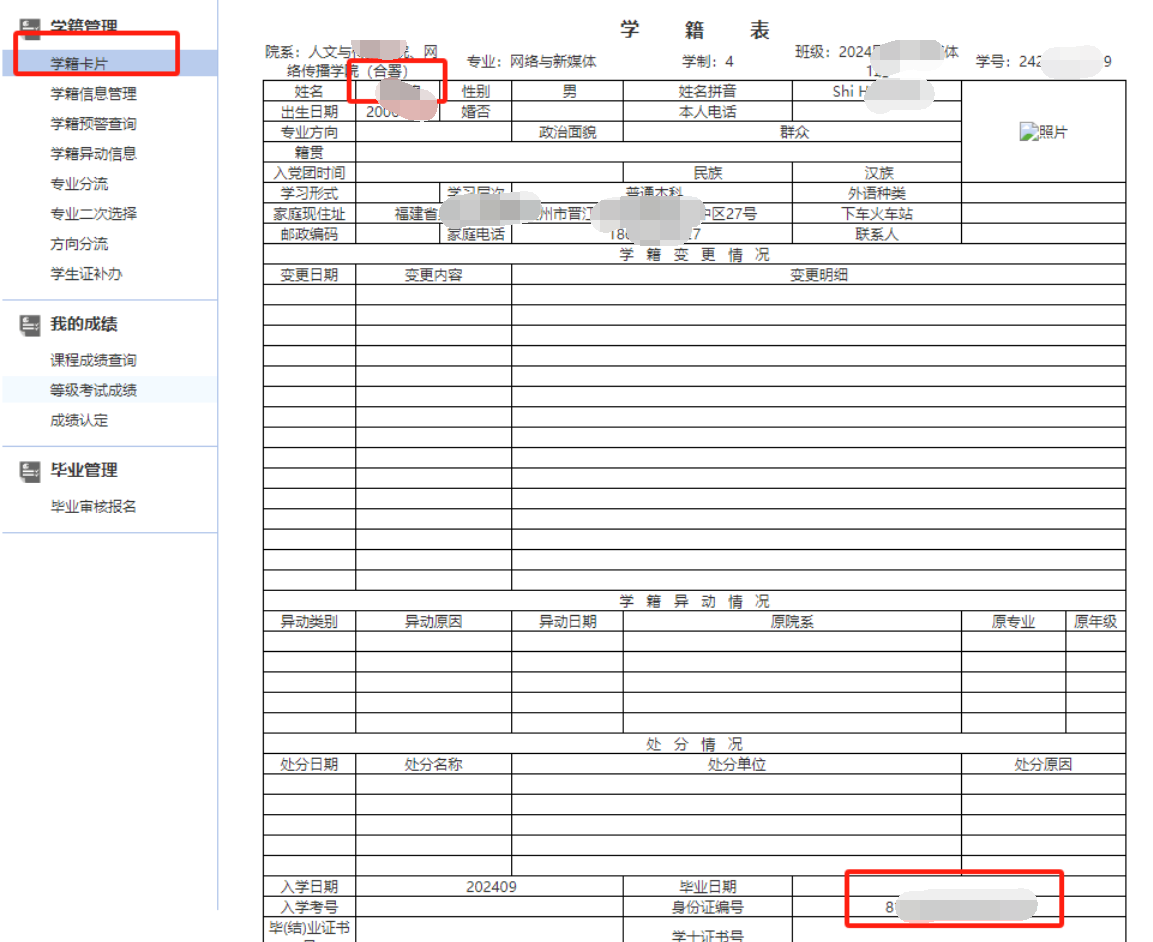 学籍管理
学籍卡片
学籍信息管理
学籍预警查询
学籍异动信息
专业分流
专业二次选择
方向分流
学生证补办
我的成绩
课程成绩查询
等级考试成绩
成绩认定
毕业管理
毕业审核报名
学 籍 表
院系：人文与 院、网
络传播学院（合署） 专业：网络与新媒体 学制：4 班级：2024 体 学号：242 9
姓名 性别 男 姓名拼音 Shi H
出生日期 200 婚否 本人电话
照片
专业方向 政治面貌 群众
籍贯
入党团时间 民族 汉族
学习形式 学习层次 普通本科 外语种类
家庭现住址 福建省 州市晋江 区27号 下车火车站
邮政编码 家庭电话 18 7 联系人
学 籍 变 更 情 况
变更日期 变更内容 变更明细
学 籍 异 动 情 况
异动类别 异动原因 异动日期 原院系 原专业 原年级
处 分 情 况
处分日期 处分名称 处分单位 处分原因
入学日期 202409 毕业日期
入学考号 身份证编号 8
毕(结)业证书 学士证书号